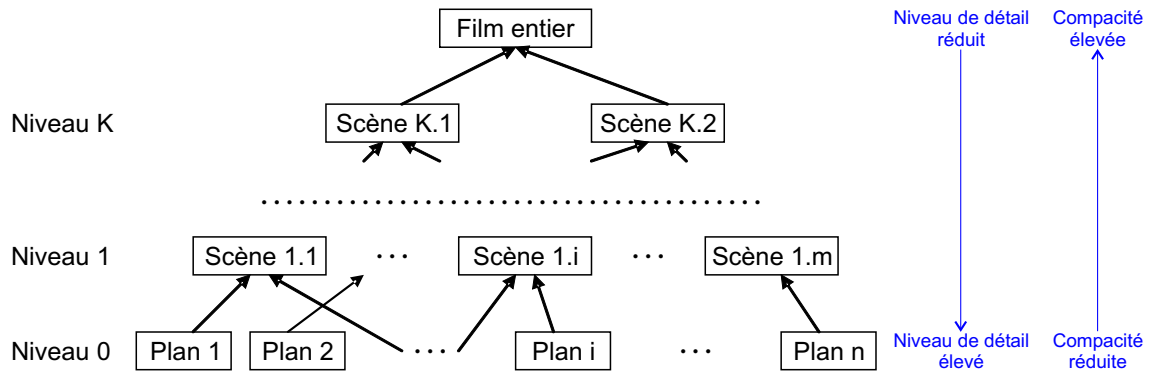 Film entier
Niveau de détail réduit
Compacité élevée
Niveau K
Scène K.1
Scène K.2
Niveau 1
Scène 1.1
...
Scène 1.i
...
Scène 1.m
Niveau 0
Plan 1
Plan 2
...
Plan i
...
Plan n
Niveau de détail élevé
Compacité réduite